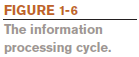 FIGURE 1-6
The information
processing cycle.